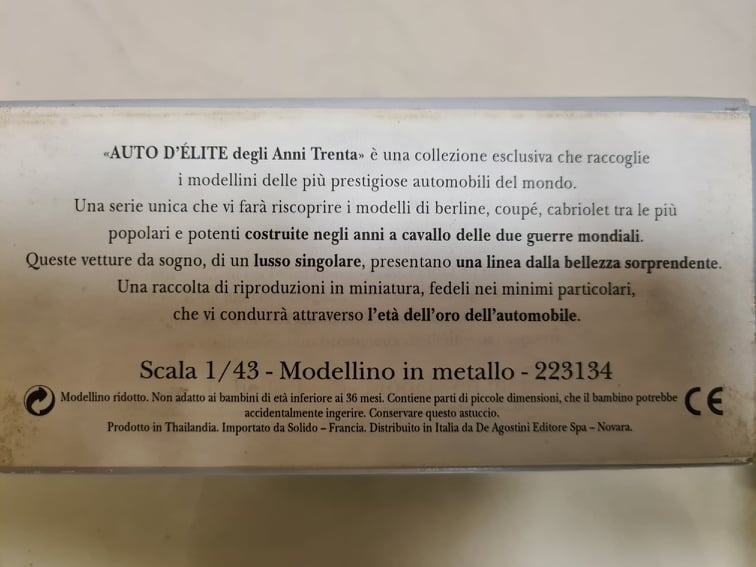 «AUTO D'ÉLITE degli Anni Trenta» è una collezione esclusiva che raccoglie
i modellini delle più prestigiose automobili del mondo.
Una serie unica che vi farà riscoprire i modelli di berline, coupé, cabriolet tra le più
popolari e potenti costruite negli anni a cavallo delle due guerre mondiali.
Queste vetture da sogno, di un lusso singolare, presentano una linea dalla bellezza sorprendente.
Una raccolta di riproduzioni in miniatura, fedeli nei minimi particolari,
che vi condurrà attraverso l'età dell'oro dell'automobile.
Scala 1/43 - Modellino in metallo - 223134
Modellino ridotto. Non adatto ai bambini di età inferiore ai 36 mesi. Contiene parti di piccole dimensioni, che il bambino potrebbe
accidentalmente ingerire. Conservare questo astuccio.
CE
Prodotto in Thailandia. Importato da Solido – Francia. Distribuito in Italia da De Agostini Editore Spa – Novara.